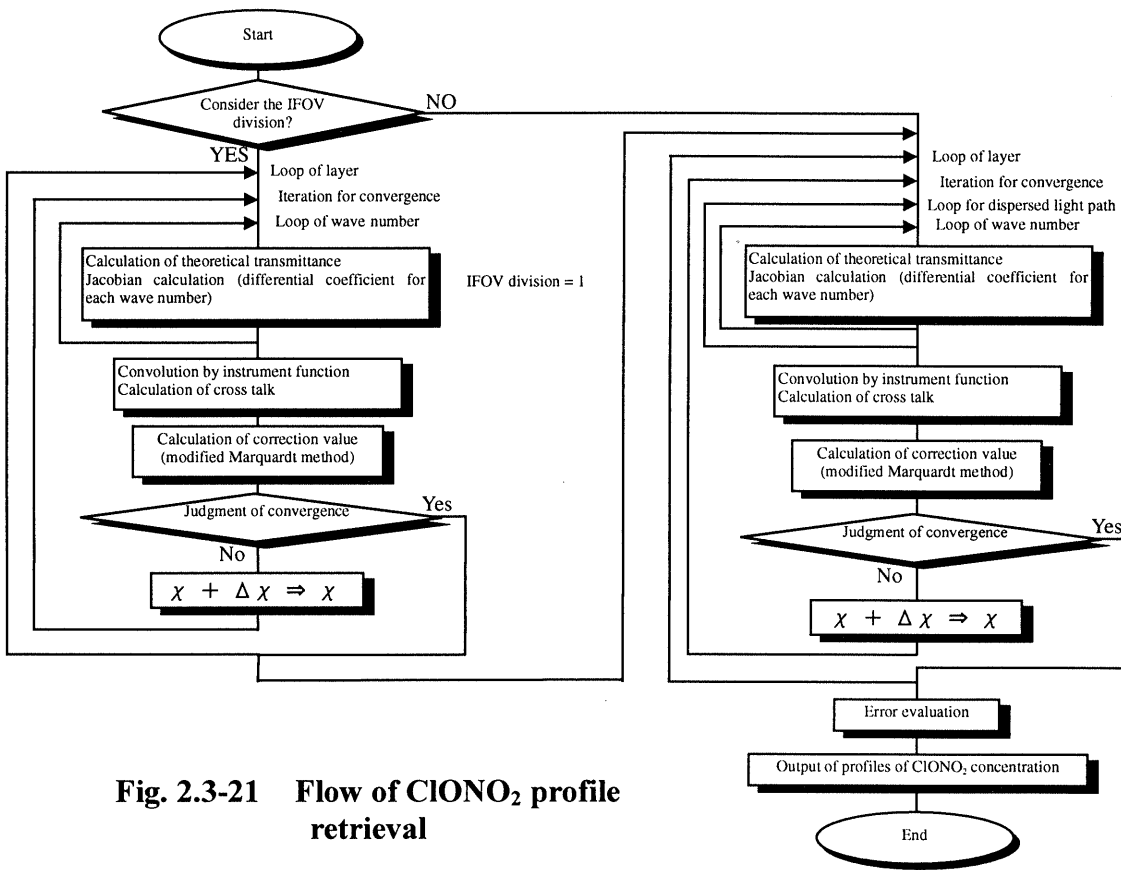 Start
Consider the IFOV
division?
NO
YES
Loop of layer
Iteration for convergence
Loop of wave number
Calculation of theoretical transmittance
Jacobian calculation (differential coefficient for
each wave number)
IFOV division = 1
Convolution by instrument function
Calculation of cross talk
Calculation of correction value
(modified Marquardt method)
Judgment of convergence
Yes
No
χ + Δ χ ⇒ χ
Loop of layer
Iteration for convergence
Loop for dispersed light path
Loop of wave number
Calculation of theoretical transmittance
Jacobian calculation (differential coefficient for
each wave number)
Convolution by instrument function
Calculation of cross talk
Calculation of correction value
(modified Marquardt method)
Judgment of convergence
Yes
No
χ + Δ χ ⇒ χ
Error evaluation
Output of profiles of ClONO₂ concentration
End
Fig. 2.3-21 Flow of ClONO₂ profile
retrieval